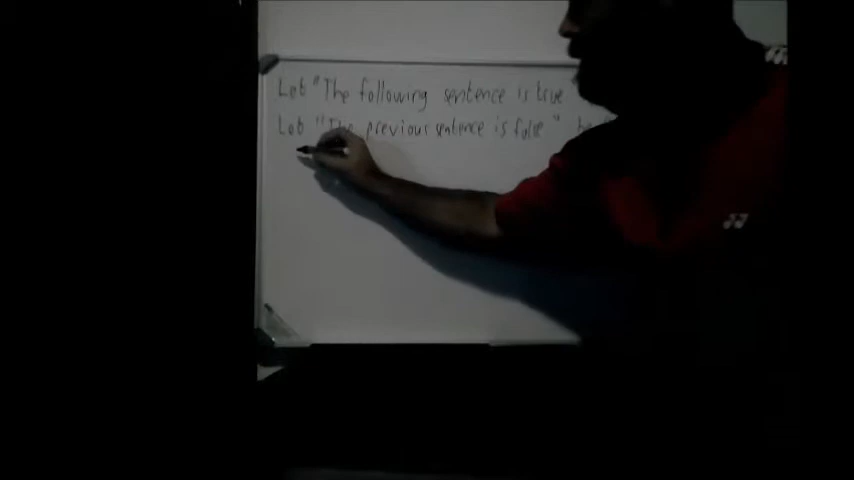 Let "The following sentence is true
Let "The previous sentence is false"